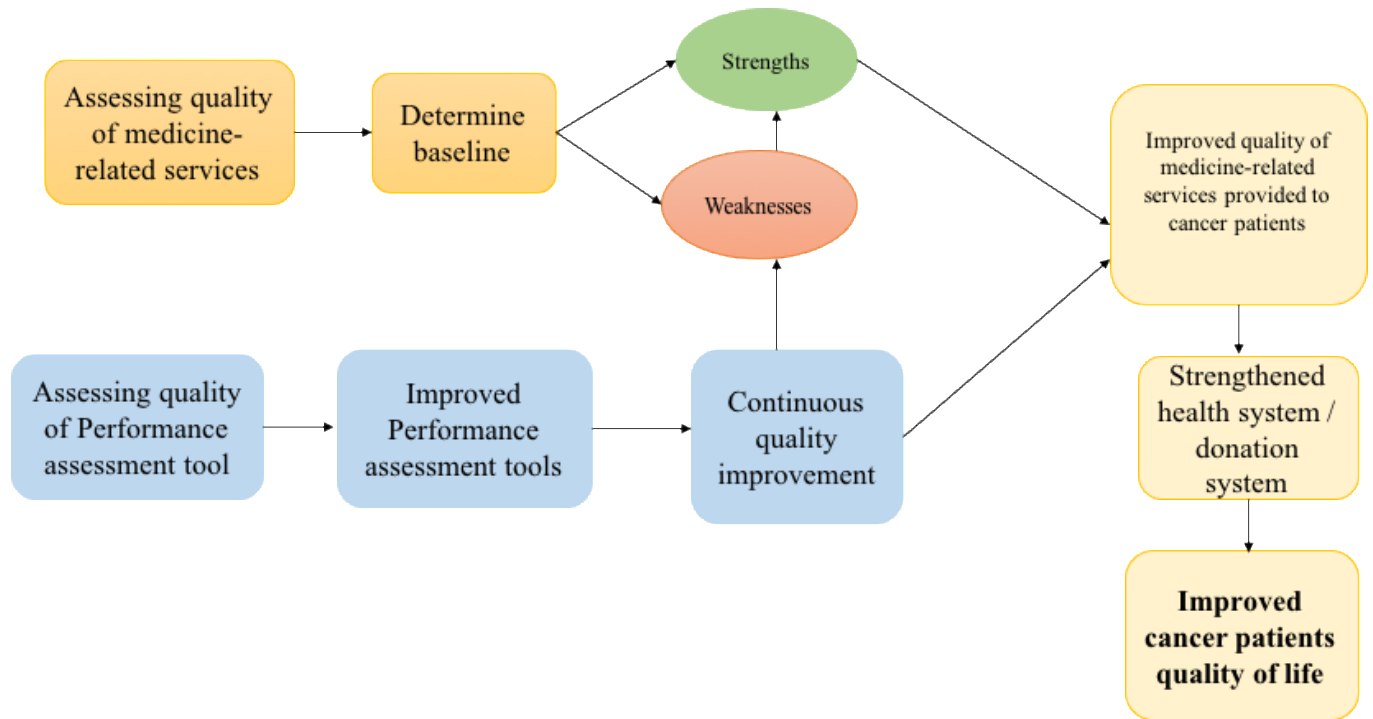 Assessing quality
of medicine-
related services
Determine
baseline
Strengths
Weaknesses
Improved quality of
medicine-related
services provided to
cancer patients
Assessing quality
of Performance
assessment tool
Improved
Performance
assessment tools
Continuous
quality
improvement
Strengthened
health system /
donation
system
Improved
cancer patients
quality of life